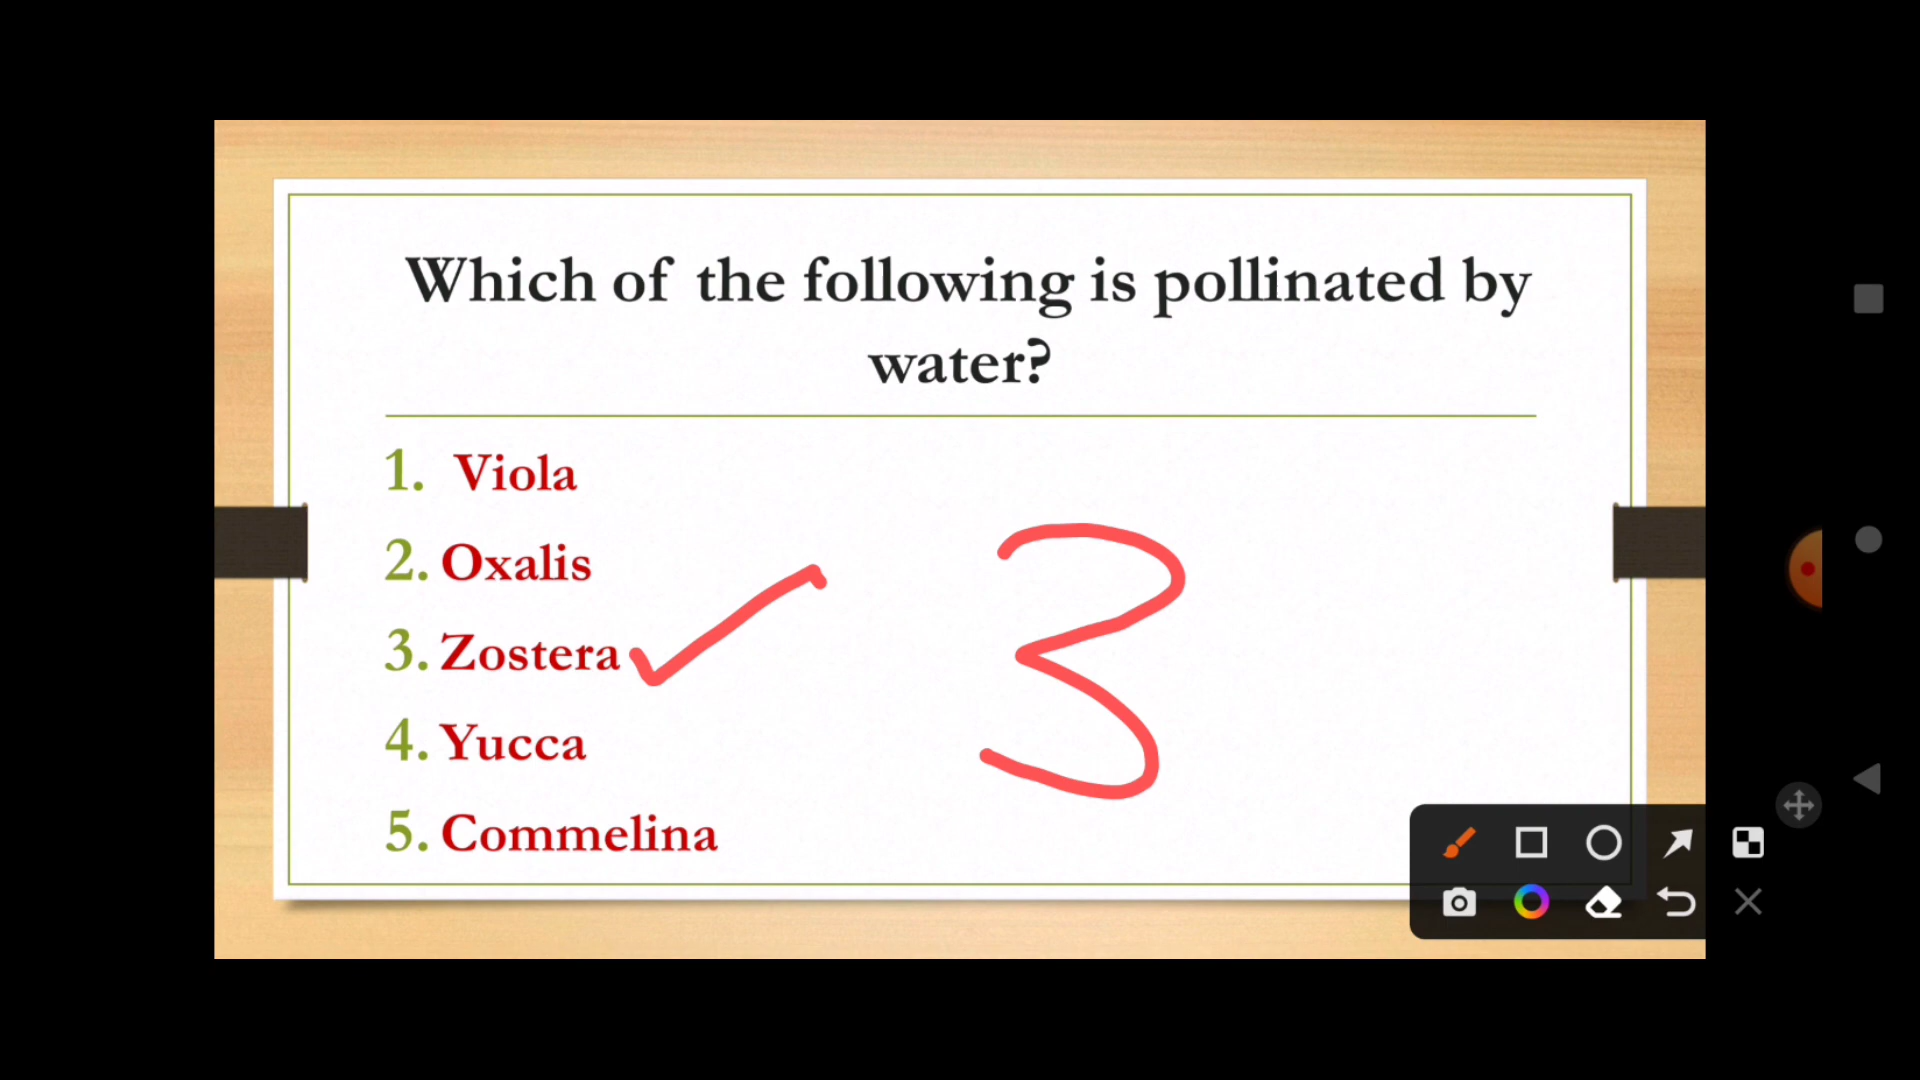 Which of the following is pollinated by
water?
1. Viola
2. Oxalis
3. Zostera
4. Yucca
5. Commelina
3